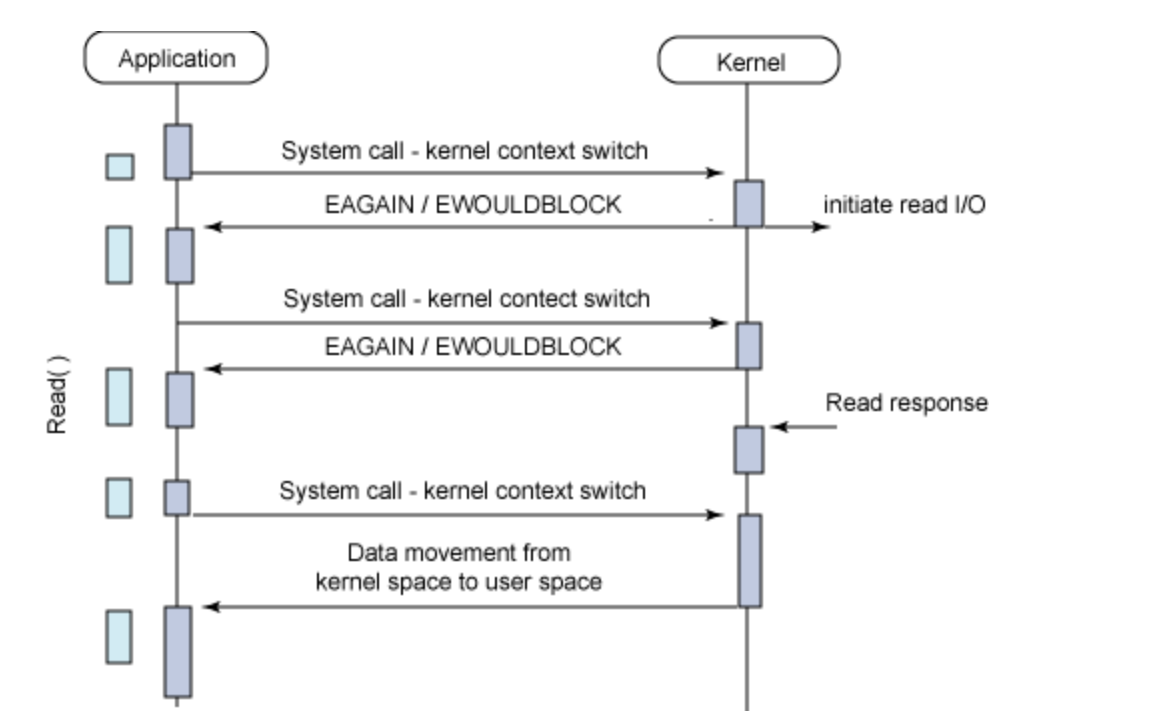 Application
Kernel
System call - kernel context switch
EAGAIN / EWOULDBLOCK
initiate read I/O
System call - kernel contect switch
EAGAIN / EWOULDBLOCK
Read( )
Read response
System call - kernel context switch
Data movement from
kernel space to user space